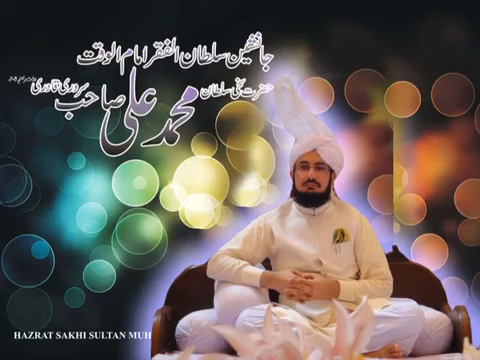 جانشین سلطان الفقر امام الوقت
حضرت سخی سلطان محمد علی صاحب سروری قادری
HAZRAT SAKHI SULTAN MUH